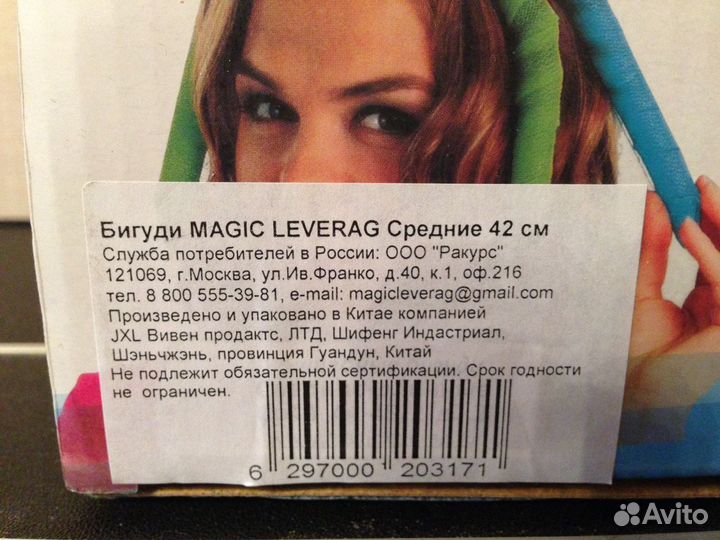 Бигуди MAGIC LEVERAG Средние 42 см
Служба потребителей в России: ООО "Ракурс"
121069, г.Москва, ул.Ив.Франко, д.40, к.1, оф.216
тел. 8 800 555-39-81, e-mail: magicleverag@gmail.com
Произведено и упаковано в Китае компанией
JXL Вивен продактс, ЛТД, Шифенг Индастриал,
Шэньчжэнь, провинция Гуандун, Китай
Не подлежит обязательной сертификации. Срок годности
не ограничен.
6 297000 203171
Avito